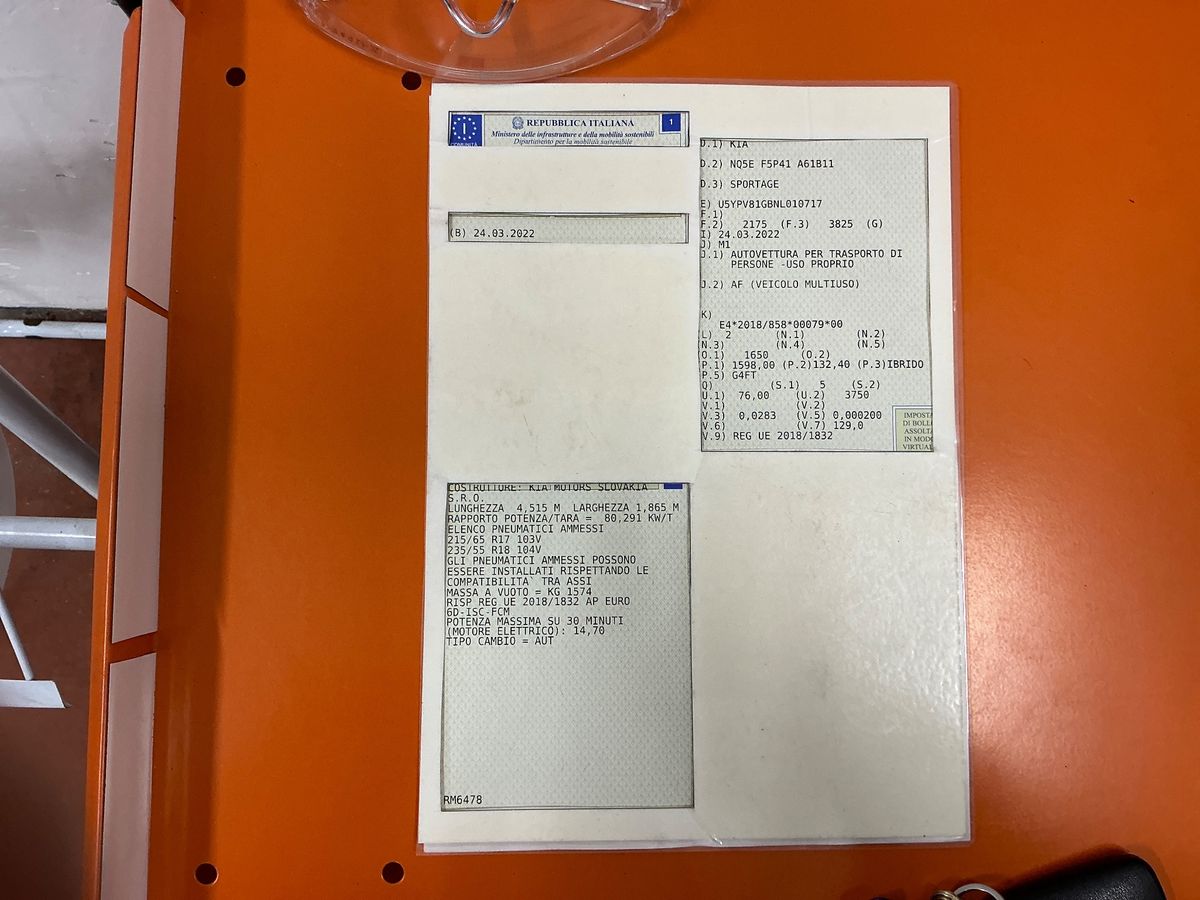 REPUBBLICA ITALIANA
Ministero delle infrastrutture e della mobilità sostenibili
Dipartimento per la mobilità sostenibile
I
COMUNITÀ
1
(B) 24.03.2022
D.1) KIA
D.2) NQ5E F5P41 A61B11
D.3) SPORTAGE
E) U5YPV81GBNL010717
F.1)
F.2) 2175 (F.3) 3825 (G)
I) 24.03.2022
J) M1
J.1) AUTOVETTURA PER TRASPORTO DI
PERSONE -USO PROPRIO
J.2) AF (VEICOLO MULTIUSO)
K)
E4*2018/858*00079*00
L) 2 (N.1) (N.2)
N.3) (N.4) (N.5)
O.1) 1650 (O.2)
P.1) 1598,00 (P.2)132,40 (P.3)IBRIDO
P.5) G4FT
Q) (S.1) 5 (S.2)
U.1) 76,00 (U.2) 3750
V.1) (V.2)
V.3) 0,0283 (V.5) 0,000200
V.6) (V.7) 129,0
V.9) REG UE 2018/1832
IMPOSTA
DI BOLL
ASSOLT
IN MODO
VIRTUAL
COSTRUTTORE: KIA MOTORS SLOVAKIA
S.R.O.
LUNGHEZZA 4,515 M LARGHEZZA 1,865 M
RAPPORTO POTENZA/TARA = 80,291 KW/T
ELENCO PNEUMATICI AMMESSI
215/65 R17 103V
235/55 R18 104V
GLI PNEUMATICI AMMESSI POSSONO
ESSERE INSTALLATI RISPETTANDO LE
COMPATIBILITA` TRA ASSI
MASSA A VUOTO = KG 1574
RISP REG UE 2018/1832 AP EURO
6D-ISC-FCM
POTENZA MASSIMA SU 30 MINUTI
(MOTORE ELETTRICO): 14,70
TIPO CAMBIO = AUT
RM6478